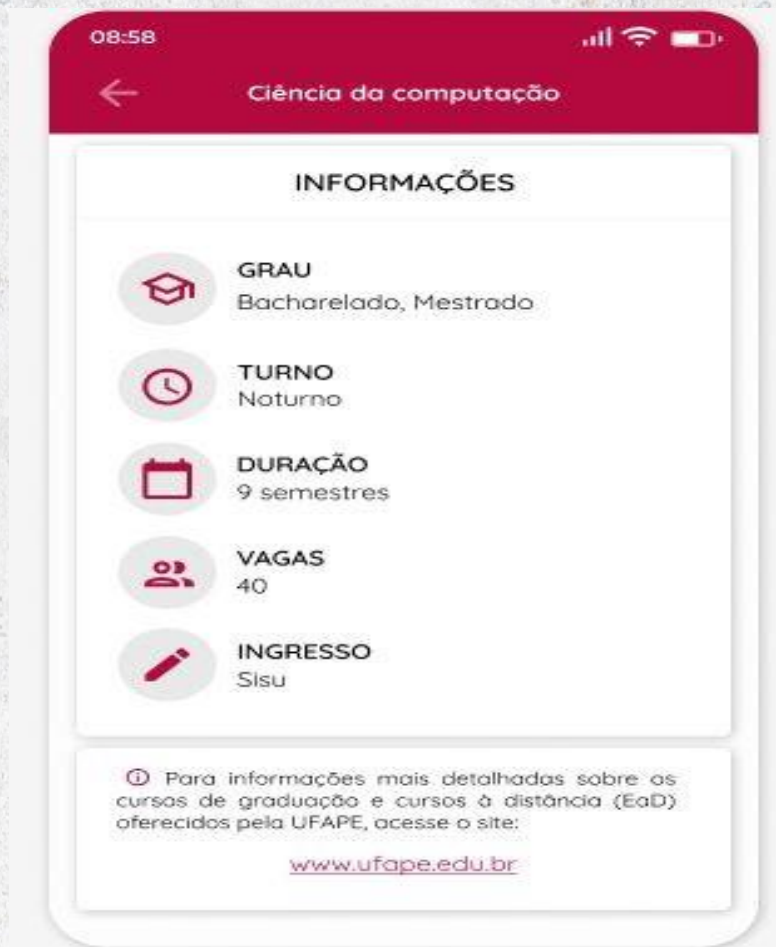 08:58
Ciência da computação
INFORMAÇÕES
GRAU
Bacharelado, Mestrado
TURNO
Noturno
DURAÇÃO
9 semestres
VAGAS
40
INGRESSO
Sisu
Para informações mais detalhadas sobre os
cursos de graduação e cursos à distância (EaD)
oferecidos pela UFAPE, acesse o site:
www.ufape.edu.br